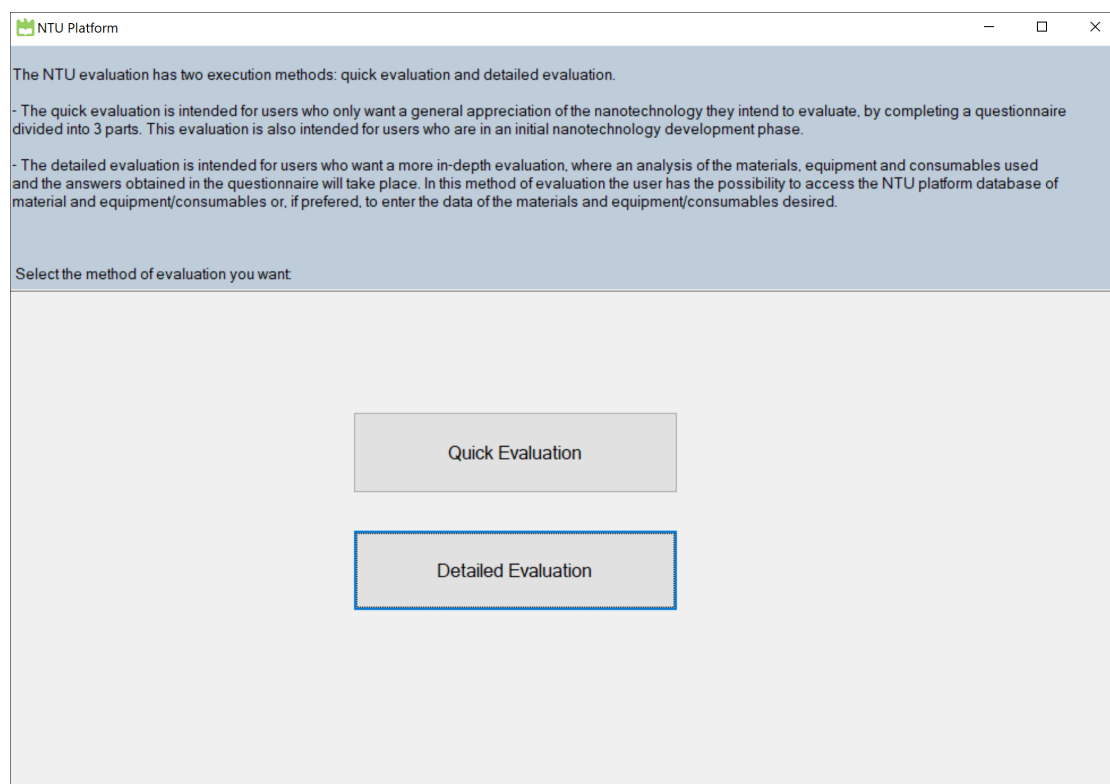 NTU Platform
The NTU evaluation has two execution methods: quick evaluation and detailed evaluation.
- The quick evaluation is intended for users who only want a general appreciation of the nanotechnology they intend to evaluate, by completing a questionnaire
divided into 3 parts. This evaluation is also intended for users who are in an initial nanotechnology development phase.
- The detailed evaluation is intended for users who want a more in-depth evaluation, where an analysis of the materials, equipment and consumables used
and the answers obtained in the questionnaire will take place. In this method of evaluation the user has the possibility to access the NTU platform database of
material and equipment/consumables or, if prefered, to enter the data of the materials and equipment/consumables desired.
Select the method of evaluation you want:
Quick Evaluation
Detailed Evaluation